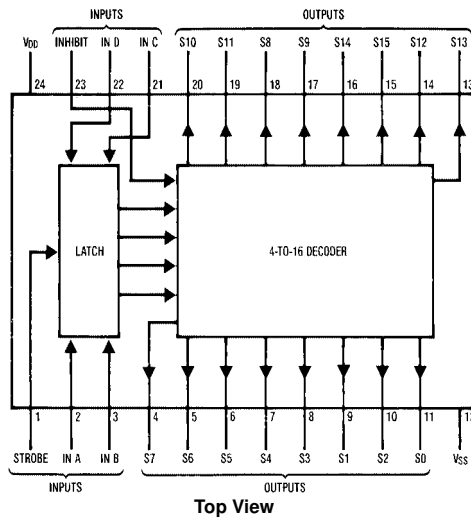 INPUTS OUTPUTS
VDD INHIBIT IN D IN C S10 S11 S8 S9 S14 S15 S12 S13
24 23 22 21 20 19 18 17 16 15 14 13
LATCH 4-TO-16 DECODER
1 2 3 4 5 6 7 8 9 10 11 12
STROBE IN A IN B S7 S6 S5 S4 S3 S1 S2 S0 VSS
INPUTS OUTPUTS
Top View